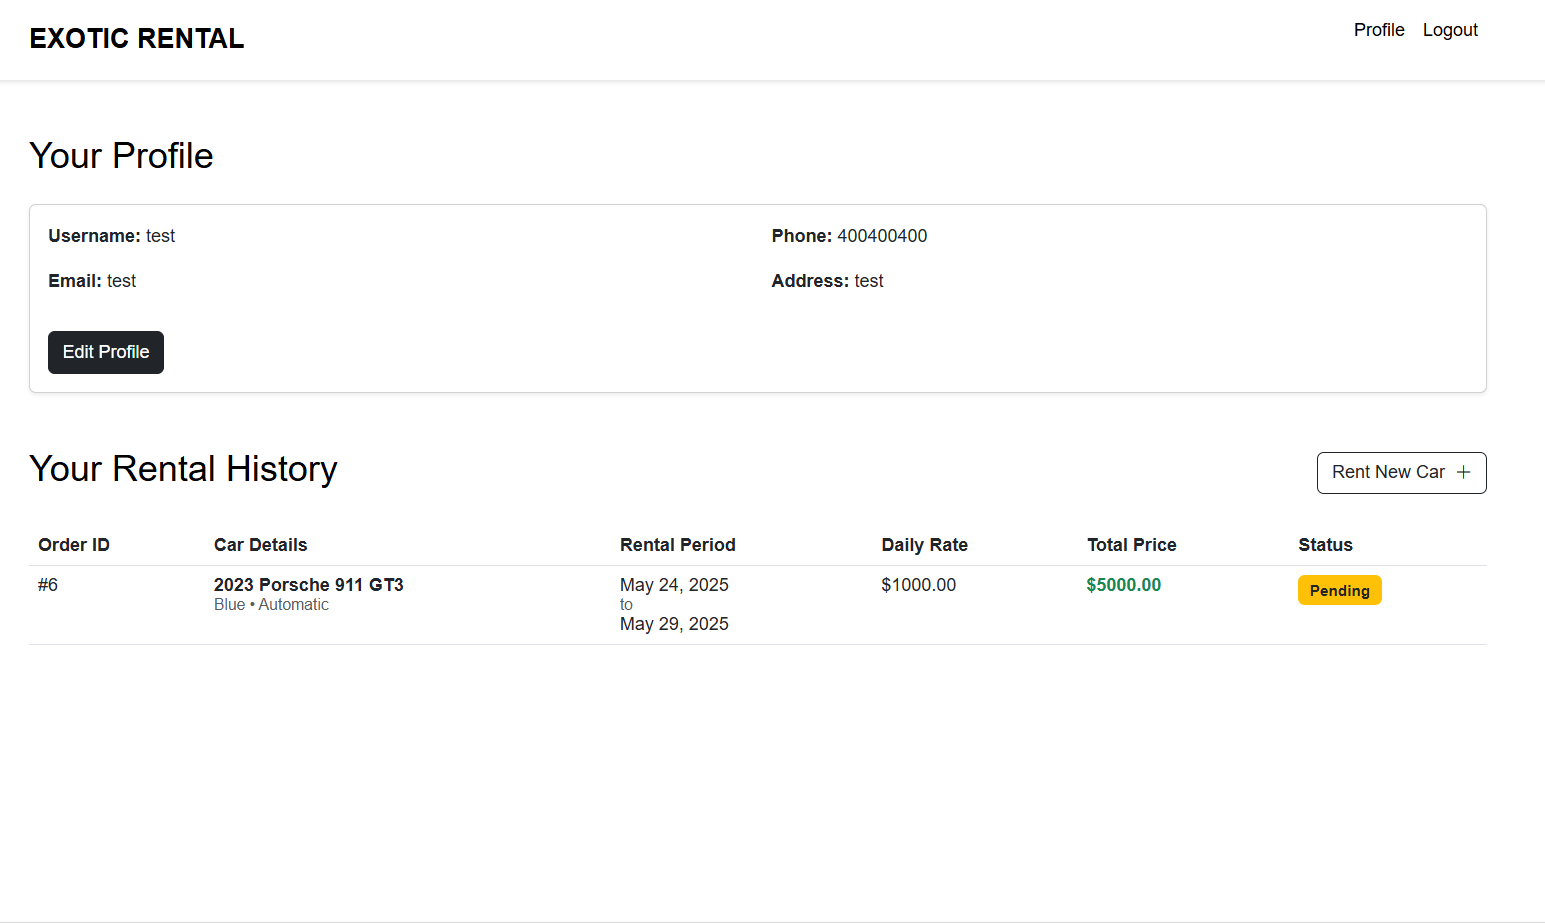 EXOTIC RENTAL
Profile Logout
Your Profile
Username: test
Phone: 400400400
Email: test
Address: test
Edit Profile
Your Rental History
Rent New Car +
Order ID Car Details Rental Period Daily Rate Total Price Status
#6 2023 Porsche 911 GT3 May 24, 2025 $1000.00 $5000.00 Pending
Blue • Automatic to
May 29, 2025